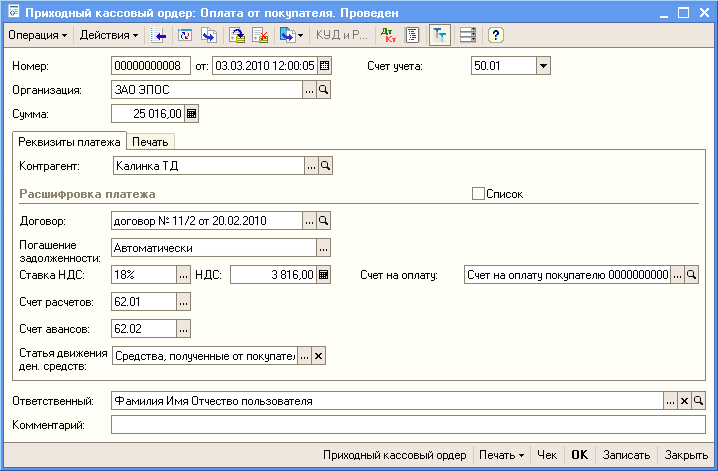 Приходный кассовый ордер: Оплата от покупателя. Проведен
Операция Действия КУД и Р... Дт Кт Тт ?
Номер: 00000000008 от: 03.03.2010 12:00:05 Счет учета: 50.01
Организация: ЗАО ЭПОС ...
Сумма: 25 016,00
Реквизиты платежа Печать
Контрагент: Калинка ТД ...
Расшифровка платежа Список
Договор: договор № 11/2 от 20.02.2010 ...
Погашение
задолженности: Автоматически ...
Ставка НДС: 18% ... НДС: 3 816,00 Счет на оплату: Счет на оплату покупателю 0000000000 ...
Счет расчетов: 62.01 ...
Счет авансов: 62.02 ...
Статья движения
ден. средств: Средства, полученные от покупател ... ×
Ответственный: Фамилия Имя Отчество пользователя ... ×
Комментарий:
Приходный кассовый ордер Печать Чек OK Записать Закрыть